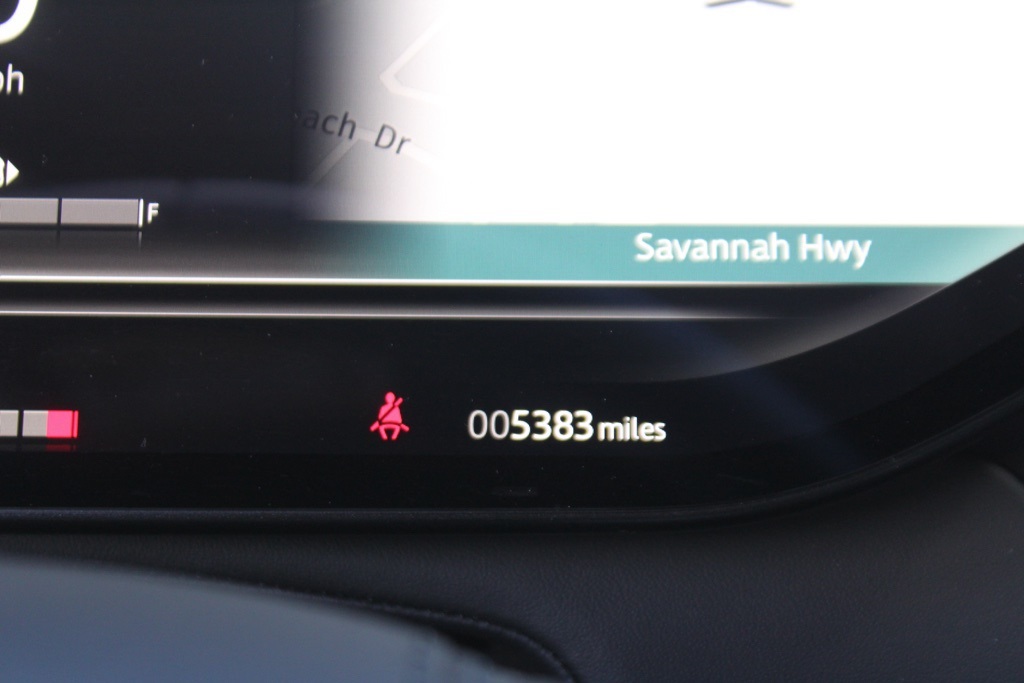 ach Dr
F
Savannah Hwy
005383 miles